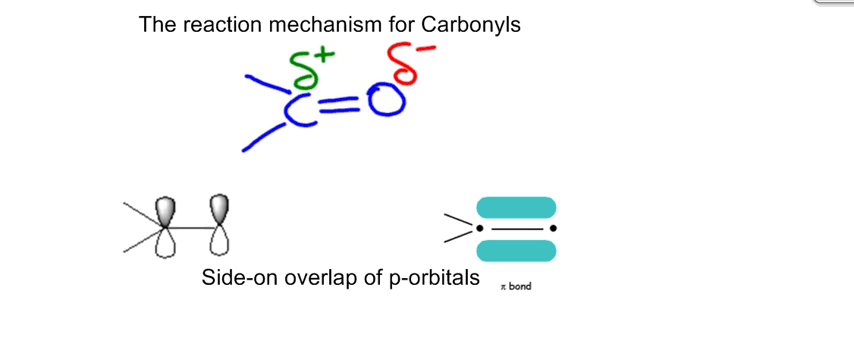 The reaction mechanism for Carbonyls
δ+ δ-
C=O
Side-on overlap of p-orbitals
π bond